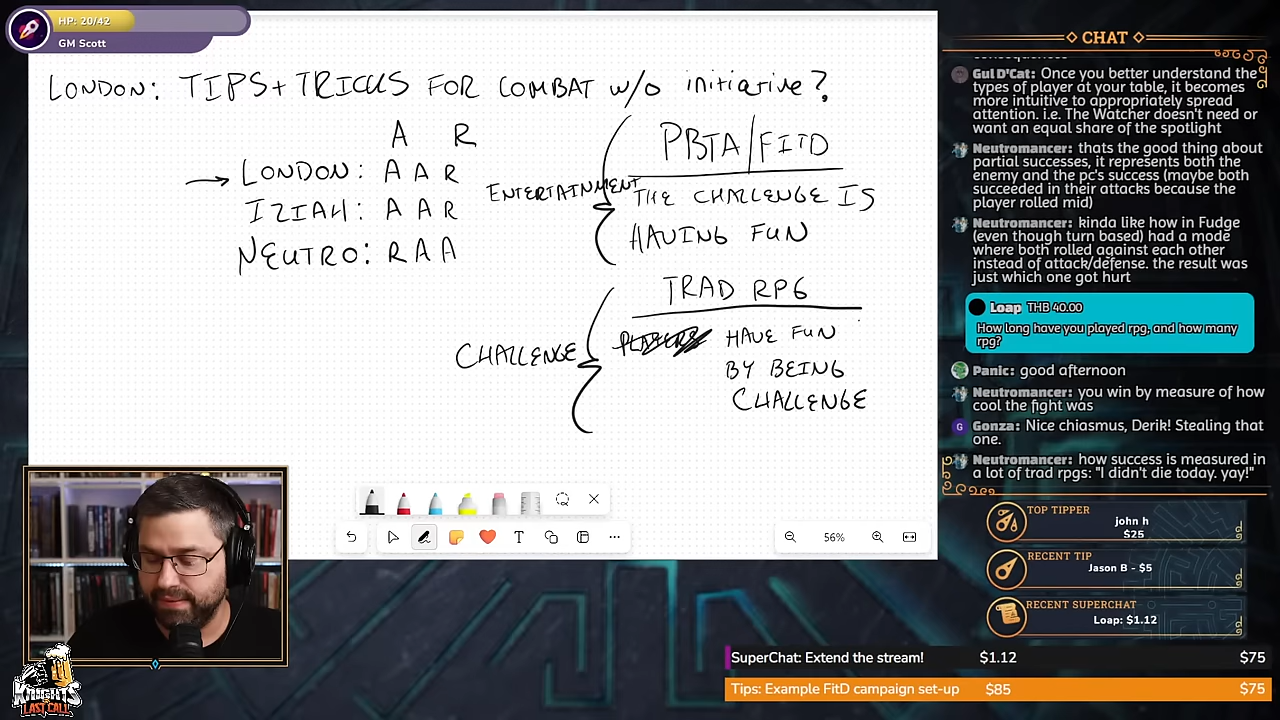 HP: 20/42
GM Scott
LONDON: TIPS + TRICKS FOR COMBAT w/o initiative?
A R
LONDON: A A R
IZIAH: A A R
NEUTRO: R A A
PBTA/FITD
ENTERTAINMENT
THE CHALLENGE IS
HAVING FUN
TRAD RPG
CHALLENGE
PLAYERS HAVE FUN
BY BEING
CHALLENGE
56%
CHAT
consequences
Gul D'Cat: Once you better understand the
types of player at your table, it becomes
more intuitive to appropriately spread
attention. i.e. The Watcher doesn't need or
want an equal share of the spotlight
Neutromancer: thats the good thing about
partial successes, it represents both the
enemy and the pc's success (maybe both
succeeded in their attacks because the
player rolled mid)
Neutromancer: kinda like how in Fudge
(even though turn based) had a mode
where both rolled against each other
instead of attack/defense. the result was
just which one got hurt
Loap THB 40.00
How long have you played rpg, and how many
rpg?
Panic: good afternoon
Neutromancer: you win by measure of how
cool the fight was
Gonza: Nice chiasmus, Derik! Stealing that
one.
Neutromancer: how success is measured in
a lot of trad rpgs: "I didn't die today. yay!"
TOP TIPPER
john h
$25
RECENT TIP
Jason B - $5
RECENT SUPERCHAT
Loap: $1.12
SuperChat: Extend the stream! $1.12 $75
Tips: Example FitD campaign set-up $85 $75
KNIGHTS
LAST CALL